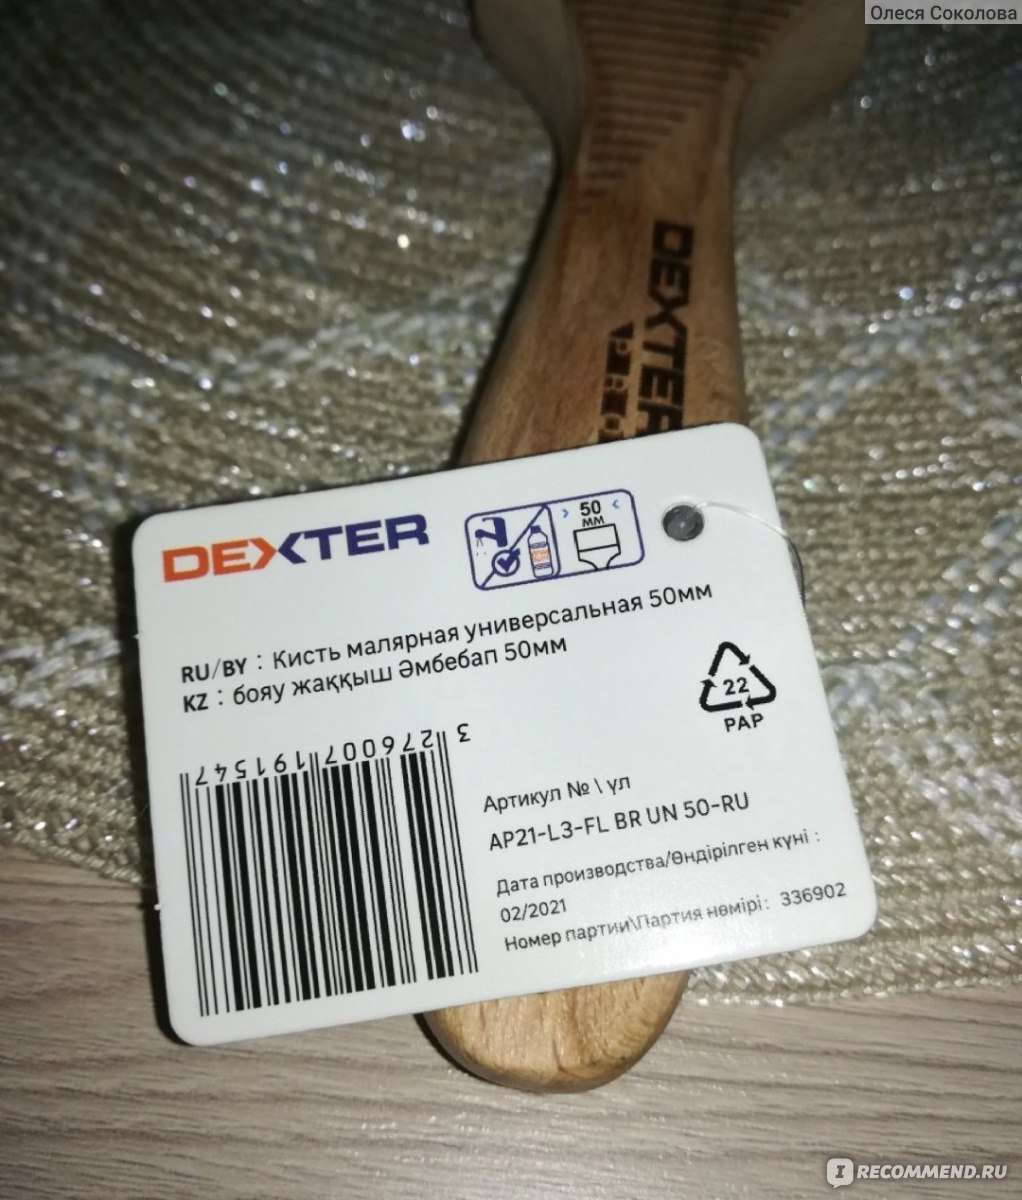 Олеся Соколова
DEXTER
DEXTER
50
мм
RU/BY : Кисть малярная универсальная 50мм
KZ : бояу жаққыш Әмбебап 50мм
22
PAP
3 276007 191547
Артикул № \ үл
AP21-L3-FL BR UN 50-RU
Дата производства/Өндірілген күні :
02/2021
Номер партии\Партия нөмірі: 336902
IRECOMMEND.RU